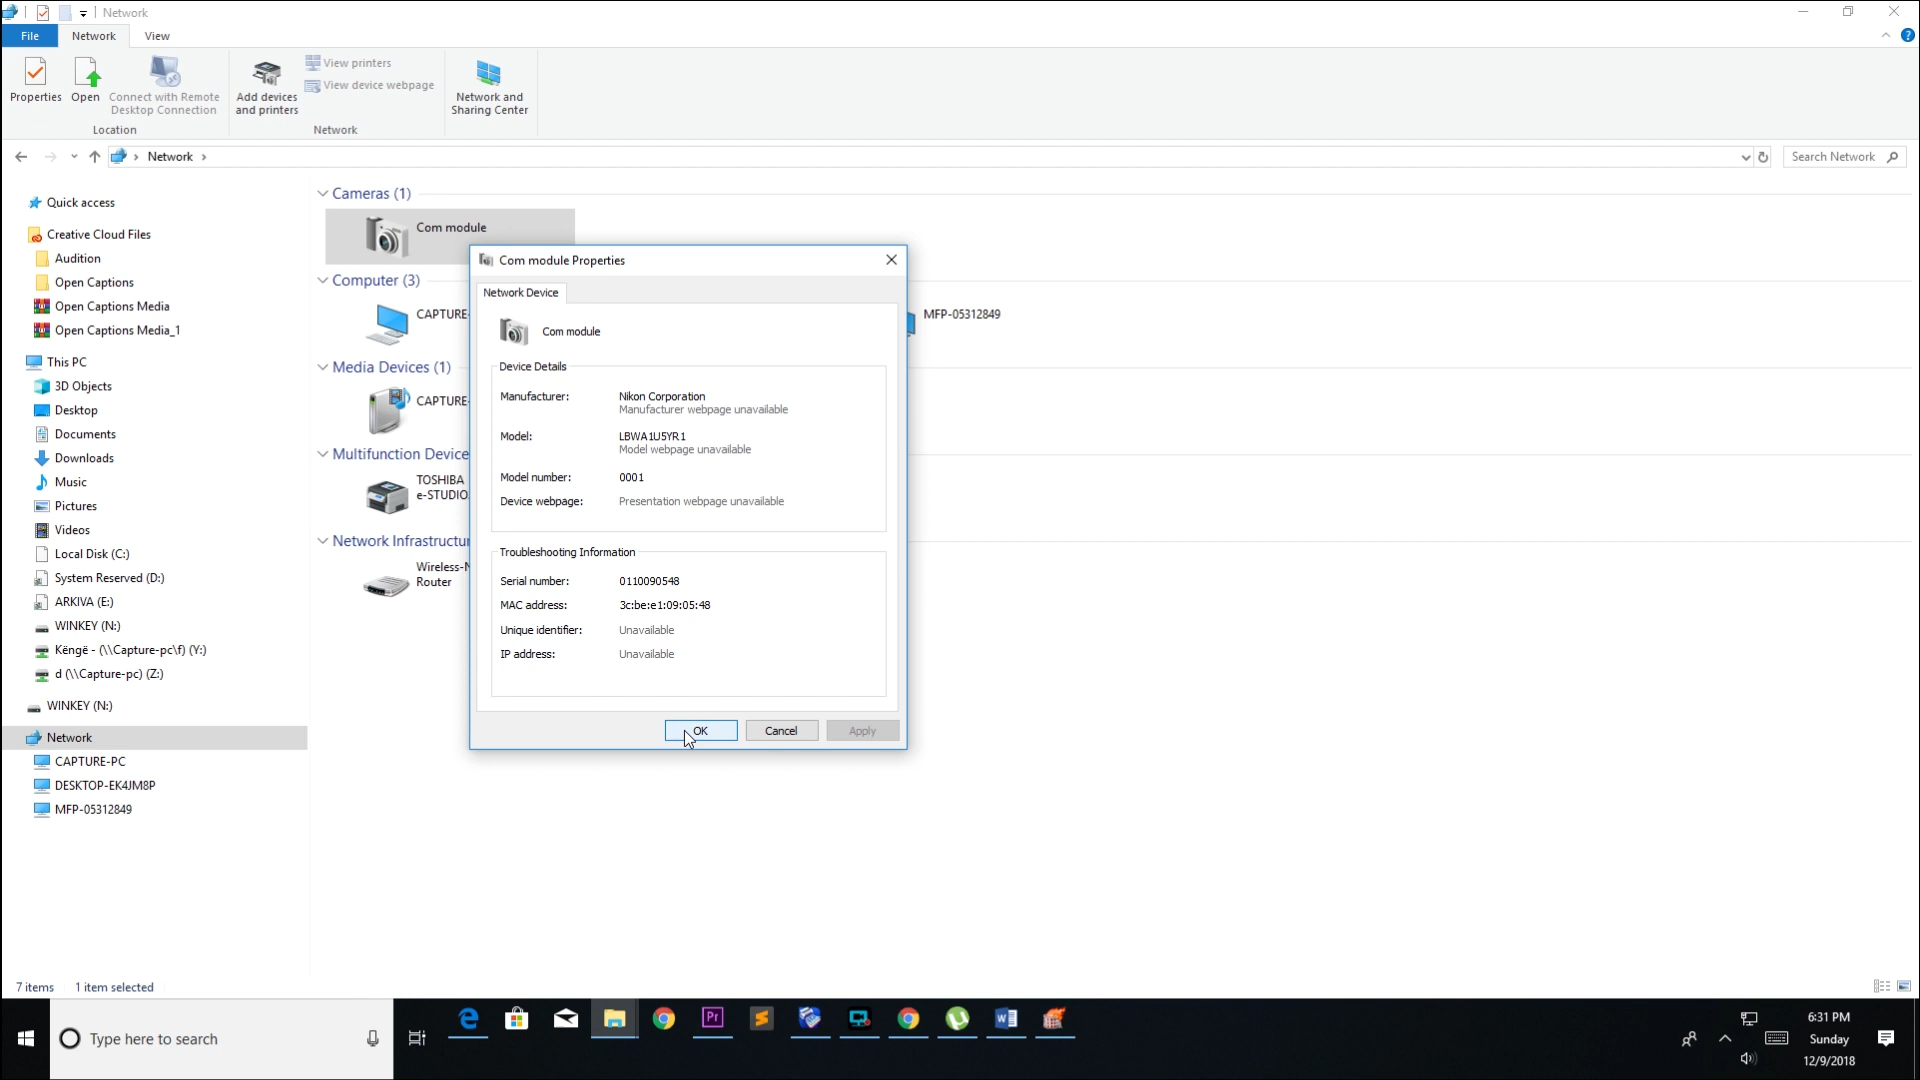 Network
File
Network
View
Properties
Open
Connect with Remote
Desktop Connection
Location
Add devices
and printers
View printers
View device webpage
Network
Network and
Sharing Center
Network
Search Network
Quick access
Creative Cloud Files
Audition
Open Captions
Open Captions Media
Open Captions Media_1
This PC
3D Objects
Desktop
Documents
Downloads
Music
Pictures
Videos
Local Disk (C:)
System Reserved (D:)
ARKIVA (E:)
WINKEY (N:)
Këngë - (\\Capture-pc\f) (Y:)
d (\\Capture-pc) (Z:)
WINKEY (N:)
Network
CAPTURE-PC
DESKTOP-EK4JM8P
MFP-05312849
Cameras (1)
Com module
Computer (3)
CAPTURE-
MFP-05312849
Media Devices (1)
CAPTURE-
Multifunction Device
TOSHIBA
e-STUDIO
Network Infrastructur
Wireless-N
Router
Com module Properties
Network Device
Com module
Device Details
Manufacturer: Nikon Corporation
Manufacturer webpage unavailable
Model: LBWA1U5YR1
Model webpage unavailable
Model number: 0001
Device webpage: Presentation webpage unavailable
Troubleshooting Information
Serial number: 0110090548
MAC address: 3c:be:e1:09:05:48
Unique identifier: Unavailable
IP address: Unavailable
OK
Cancel
Apply
7 items
1 item selected
Type here to search
Pr
6:31 PM
Sunday
12/9/2018